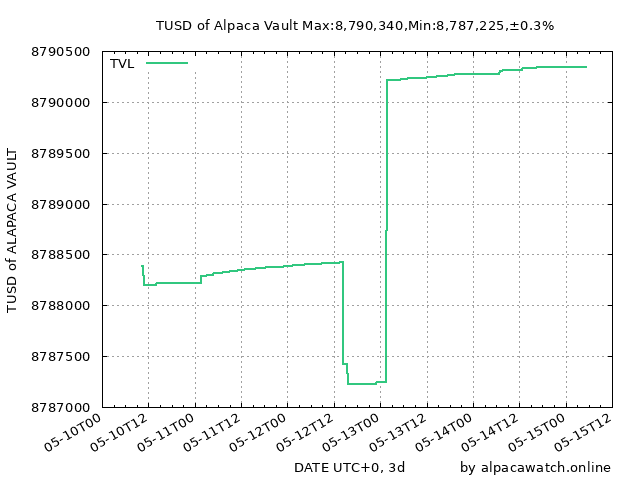 TUSD of Alpaca Vault Max:8,790,340,Min:8,787,225,±0.3%
TVL
8790500
8790000
8789500
8789000
8788500
8788000
8787500
8787000
TUSD of ALAPACA VAULT
05-10T00
05-10T12
05-11T00
05-11T12
05-12T00
05-12T12
05-13T00
05-13T12
05-14T00
05-14T12
05-15T00
05-15T12
DATE UTC+0, 3d
by alpacawatch.online